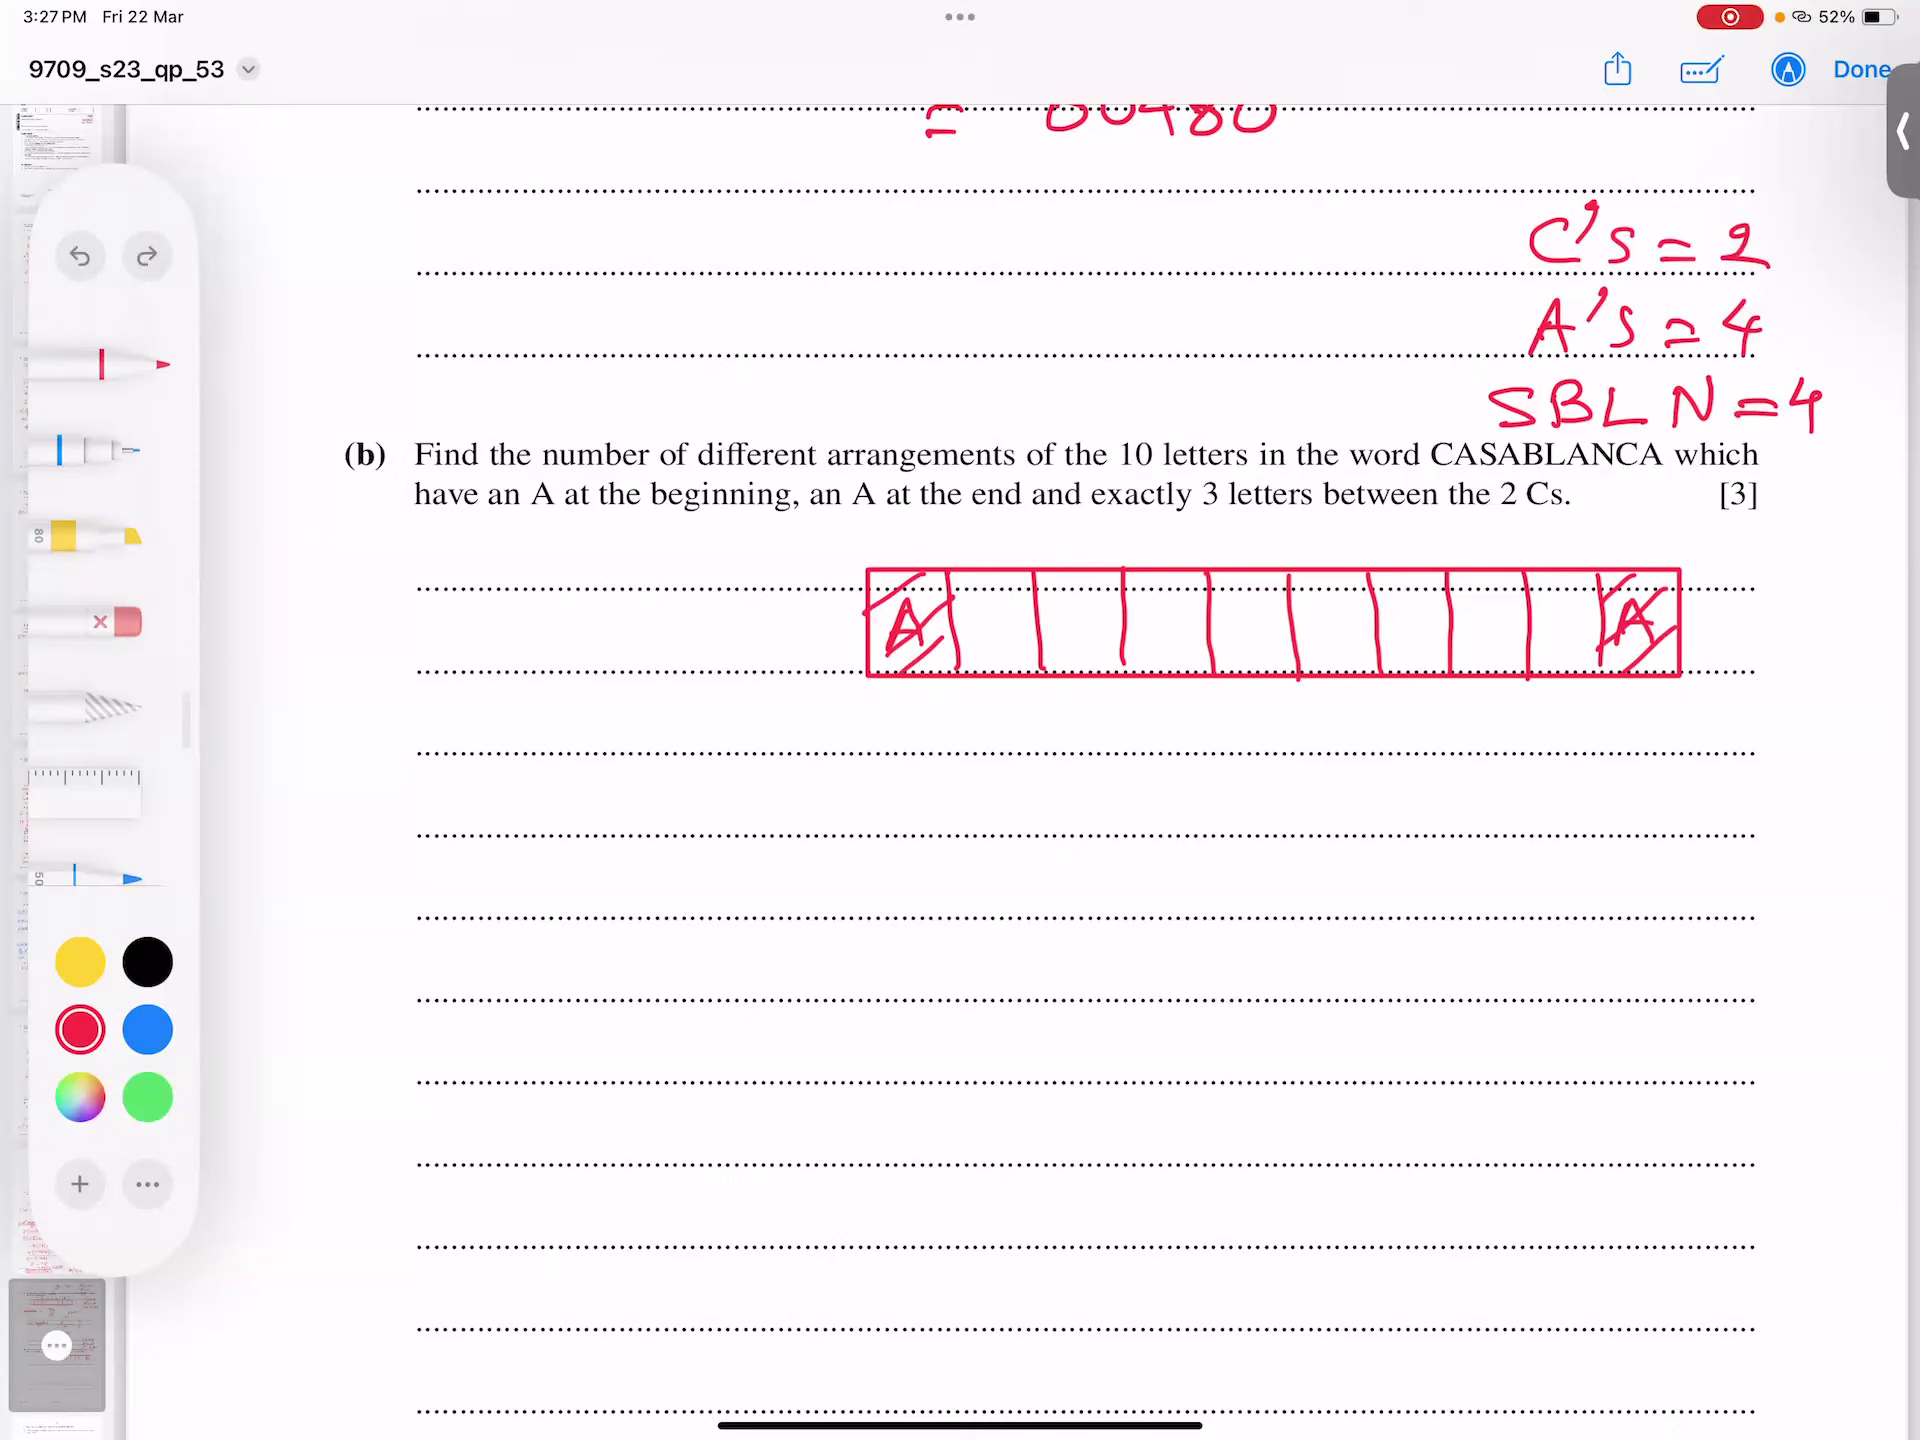 3:27 PM Fri 22 Mar
52%
9709_s23_qp_53
Done
C's = 2
A's = 4
SBLN = 4
(b) Find the number of different arrangements of the 10 letters in the word CASABLANCA which
have an A at the beginning, an A at the end and exactly 3 letters between the 2 Cs. [3]
A A
80
50